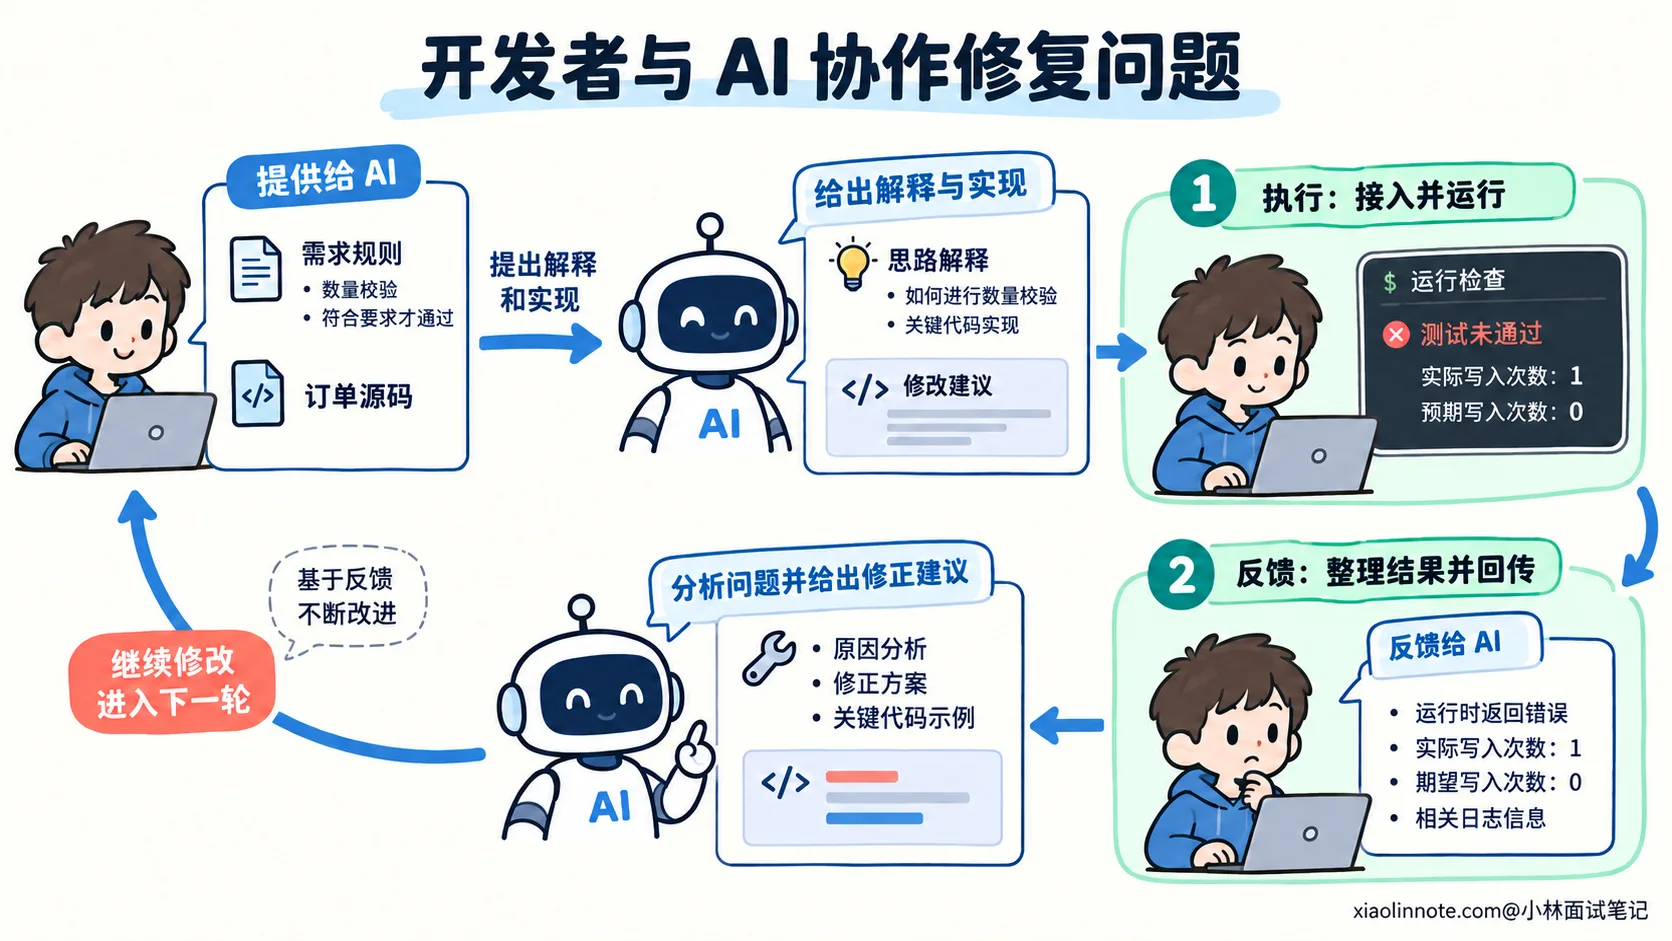 开发者与 AI 协作修复问题
提供给 AI
需求规则
• 数量校验
• 符合要求才通过
</> 订单源码
提出解释
和实现
AI
给出解释与实现
思路解释
• 如何进行数量校验
• 关键代码实现
</> 修改建议
1 执行：接入并运行
$ 运行检查
测试未通过
实际写入次数：1
预期写入次数：0
2 反馈：整理结果并回传
反馈给 AI
• 运行时返回错误
• 实际写入次数：1
• 期望写入次数：0
• 相关日志信息
分析问题并给出修正建议
• 原因分析
• 修正方案
• 关键代码示例
</>
AI
基于反馈
不断改进
继续修改
进入下一轮
xiaolinnote.com@小林面试笔记